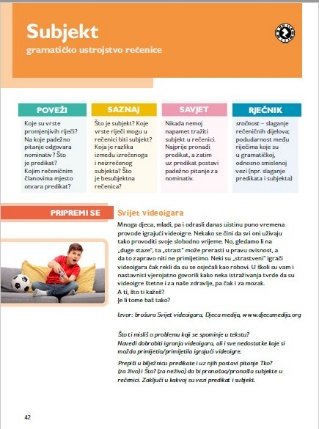 Subjekt
gramatičko ustrojstvo rečenice
POVEŽI
Koje su vrste
promjenjivih riječi?
Na koje padežno
pitanje odgovara
nominativ? Što
je predikat?
Kojim rečeničnim
članovima mjesto
otvara predikat?
SAZNAJ
Što je subjekt? Koje
vrste riječi mogu u
rečenici biti subjekt?
Koja je razlika
između izrečenoga
i neizrečenog
subjekta? Što
je besubjektna
rečenica?
SAVJET
Nikada nemoj
napamet tražiti
subjekt u rečenici.
Najprije pronađi
predikat, a zatim
uz predikat postavi
padežno pitanje za
nominativ.
RJEČNIK
sročnost – slaganje
rečeničnih dijelova;
podudarnost među
riječima koje su
u gramatičkoj,
odnosno smislenoj
vezi (npr. slaganje
predikata i subjekta)
PRIPREMI SE
Svijet videoigara
Mnoga djeca, mladi, pa i odrasli danas uistinu puno vremena
provode igrajući videoigre. Nekako se čini da svi oni uživaju
tako provoditi svoje slobodno vrijeme. No, gledamo li na
„duge staze”, ta „strast” može prerasti u pravu ovisnost, a
da to zapravo niti ne primijetimo. Neki su „strastveni” igrači
videoigara čak rekli da su se osjećali kao robovi. U školi su vam i
nastavnici vjerojatno govorili kako neka istraživanja tvrde da su
videoigre štetne i za naše zdravlje, pa čak i za mozak.
A ti, što ti kažeš?
Je li tome baš tako?
Izvor: brošura Svijet videoigara, Djeca medija, www.djecamedija.org
Što ti misliš o problemu koji se spominje u tekstu?
Navedi dobrobiti igranja videoigara, ali i sve nedostatke koje si
možda primijetio/primijetila igrajući videoigre.
Prepiši u bilježnicu predikate i uz njih postavi pitanje Tko?
(za živo) i Što? (za neživo) da bi pronašao/pronašla subjekte u
rečenici. Zaključi u kakvoj su vezi predikat i subjekt.
42